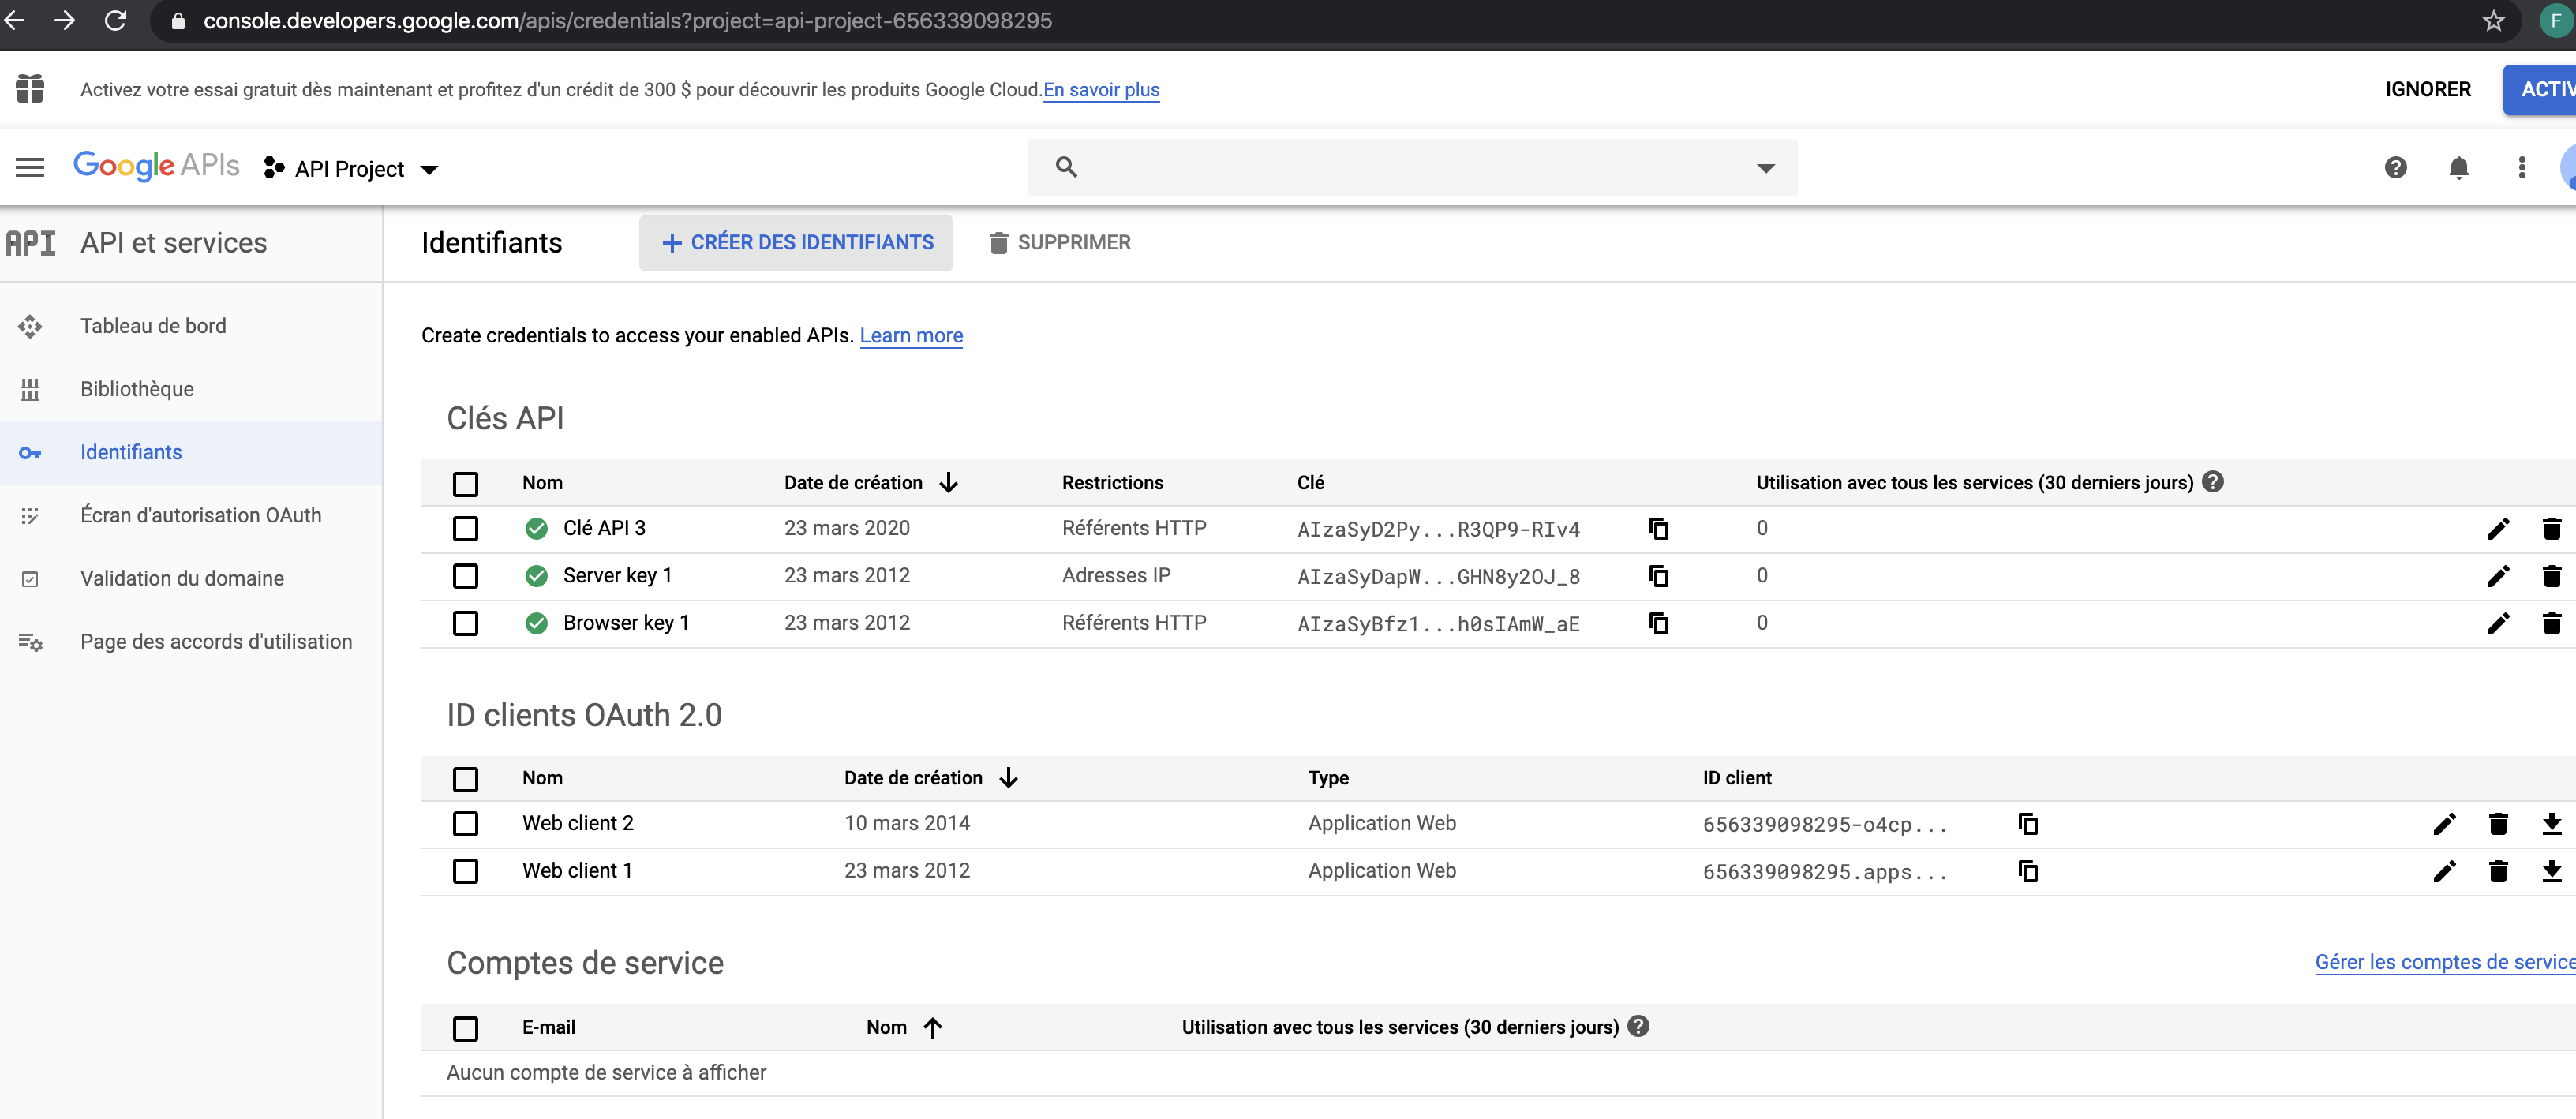 console.developers.google.com/apis/credentials?project=api-project-656339098295
F
Activez votre essai gratuit dès maintenant et profitez d'un crédit de 300 $ pour découvrir les produits Google Cloud. En savoir plus
IGNORER
ACTIV
Google APIs
API Project
API
API et services
Identifiants
CRÉER DES IDENTIFIANTS
SUPPRIMER
Tableau de bord
Bibliothèque
Identifiants
Écran d'autorisation OAuth
Validation du domaine
Page des accords d'utilisation
Create credentials to access your enabled APIs. Learn more
Clés API
Nom Date de création Restrictions Clé Utilisation avec tous les services (30 derniers jours)
Clé API 3 23 mars 2020 Référents HTTP AIzaSyD2Py...R3QP9-RIv4 0
Server key 1 23 mars 2012 Adresses IP AIzaSyDapW...GHN8y2OJ_8 0
Browser key 1 23 mars 2012 Référents HTTP AIzaSyBfz1...h0sIAmW_aE 0
ID clients OAuth 2.0
Nom Date de création Type ID client
Web client 2 10 mars 2014 Application Web 656339098295-o4cp...
Web client 1 23 mars 2012 Application Web 656339098295.apps...
Comptes de service
Gérer les comptes de service
E-mail Nom Utilisation avec tous les services (30 derniers jours)
Aucun compte de service à afficher